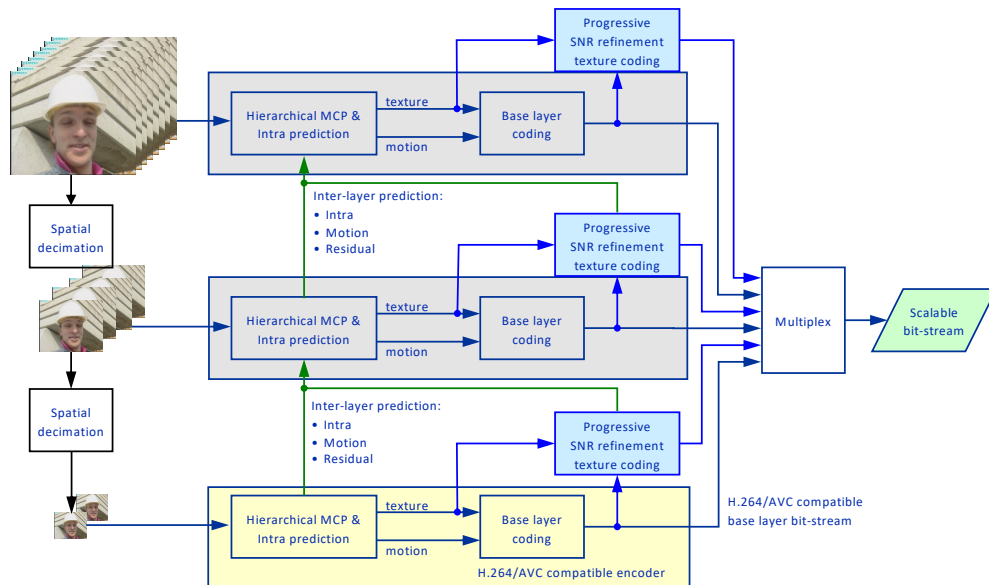 Progressive
SNR refinement
texture coding
Hierarchical MCP &
Intra prediction
texture
motion
Base layer
coding
Spatial
decimation
Inter-layer prediction:
• Intra
• Motion
• Residual
Progressive
SNR refinement
texture coding
Hierarchical MCP &
Intra prediction
texture
motion
Base layer
coding
Multiplex
Scalable
bit-stream
Spatial
decimation
Inter-layer prediction:
• Intra
• Motion
• Residual
Progressive
SNR refinement
texture coding
Hierarchical MCP &
Intra prediction
texture
motion
Base layer
coding
H.264/AVC compatible
base layer bit-stream
H.264/AVC compatible encoder